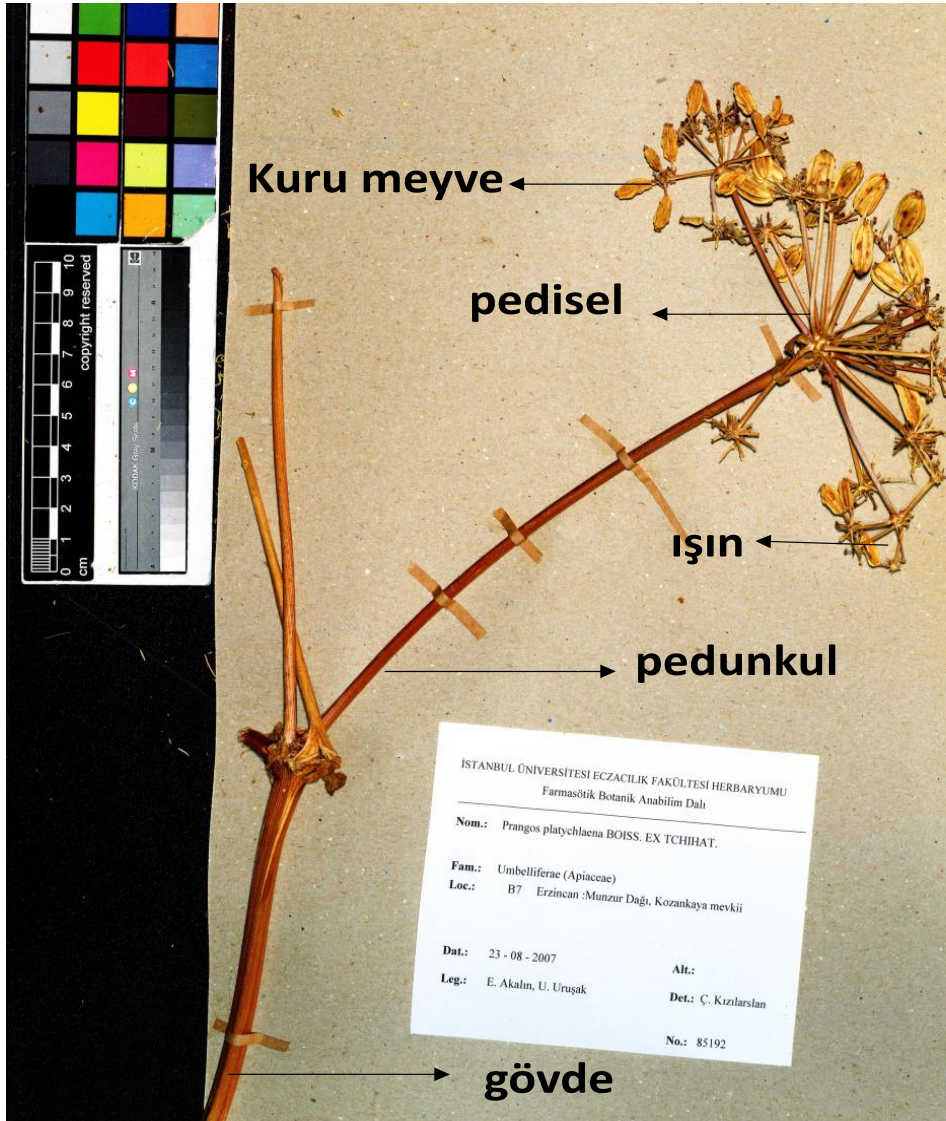 Kuru meyve
pedisel
ışın
pedunkul
gövde
10
9
8
7
6
5
4
3
2
1
0
cm
copyright reserved
C
M
KODAK Gray Scale
İSTANBUL ÜNİVERSİTESİ ECZACILIK FAKÜLTESİ HERBARYUMU
Farmasötik Botanik Anabilim Dalı
Nom.: Prangos platychlaena BOISS. EX TCHIHAT.
Fam.: Umbelliferae (Apiaceae)
Loc.: B7 Erzincan :Munzur Dağı, Kozankaya mevkii
Dat.: 23 - 08 - 2007
Alt.:
Leg.: E. Akalın, U. Uruşak
Det.: Ç. Kızılarslan
No.: 85192